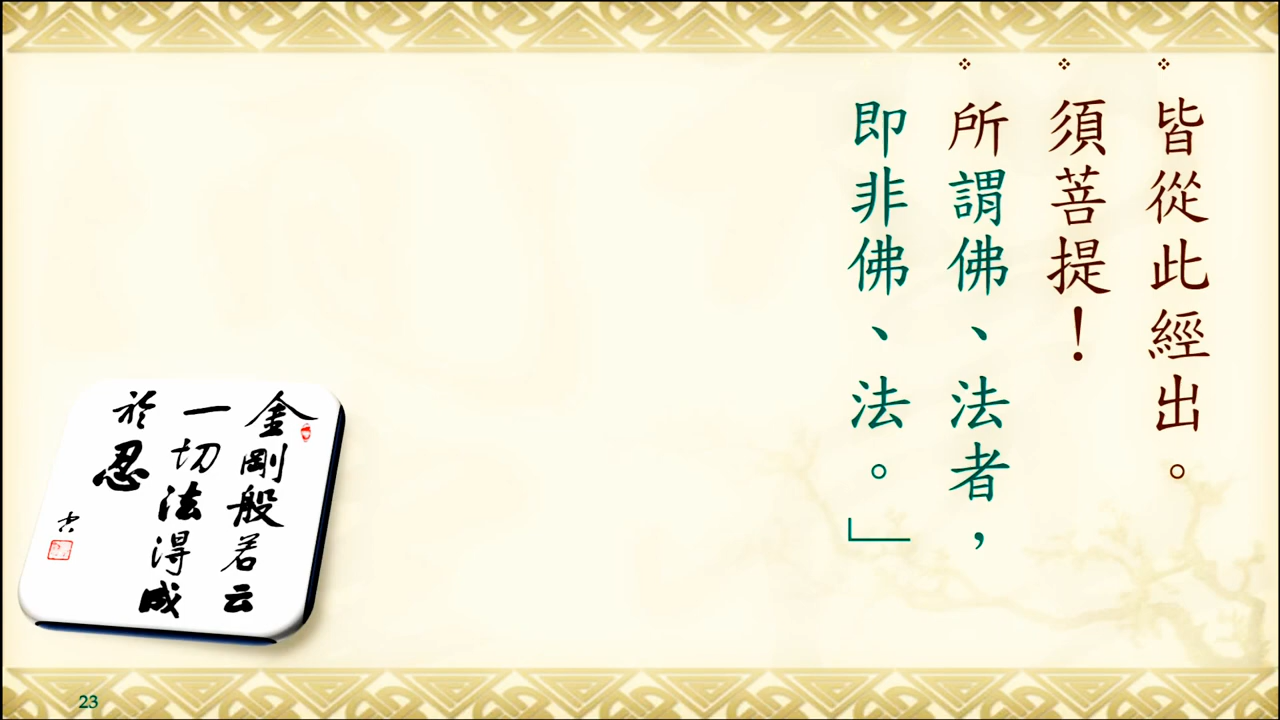 皆從此經出。
須菩提！
所謂佛、法者，
即非佛、法。」
金剛般若云
一切法得成
於忍
23